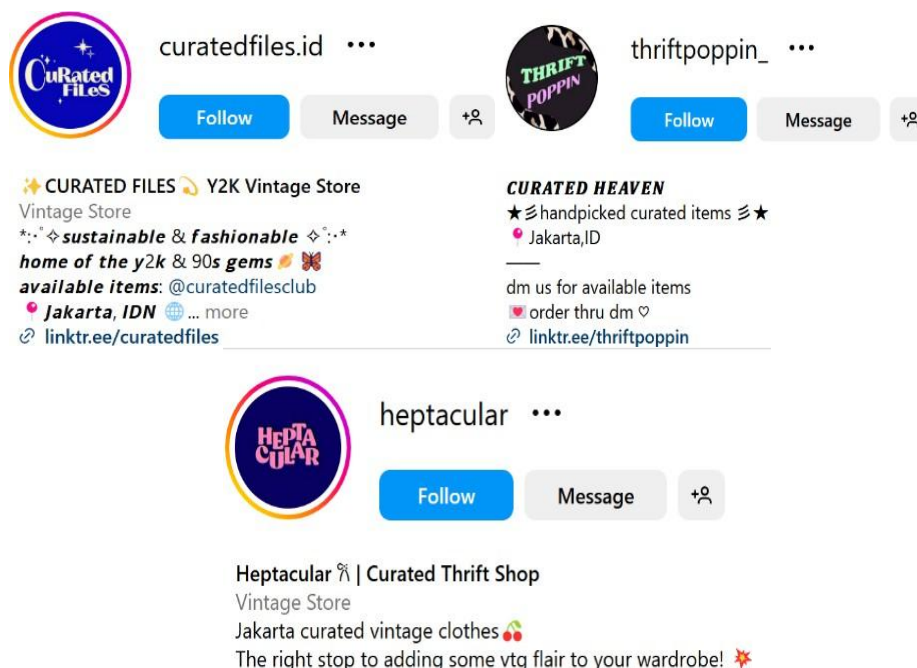 CuRated
FiLeS
curatedfiles.id •••
Follow
Message
✨ CURATED FILES 💫 Y2K Vintage Store
Vintage Store
*:·˚✧sustainable & fashionable ✧˚:·*
home of the y2k & 90s gems 🪐 🦋
available items: @curatedfilesclub
📍 Jakarta, IDN 🌐 ... more
linktr.ee/curatedfiles
THRIFT
POPPIN
thriftpoppin_ •••
Follow
Message
CURATED HEAVEN
★彡handpicked curated items 彡★
📍 Jakarta,ID
——
dm us for available items
💌 order thru dm ♡
linktr.ee/thriftpoppin
HEPTA
CULAR
heptacular •••
Follow
Message
Heptacular | Curated Thrift Shop
Vintage Store
Jakarta curated vintage clothes🍒
The right stop to adding some vtg flair to your wardrobe! 💥